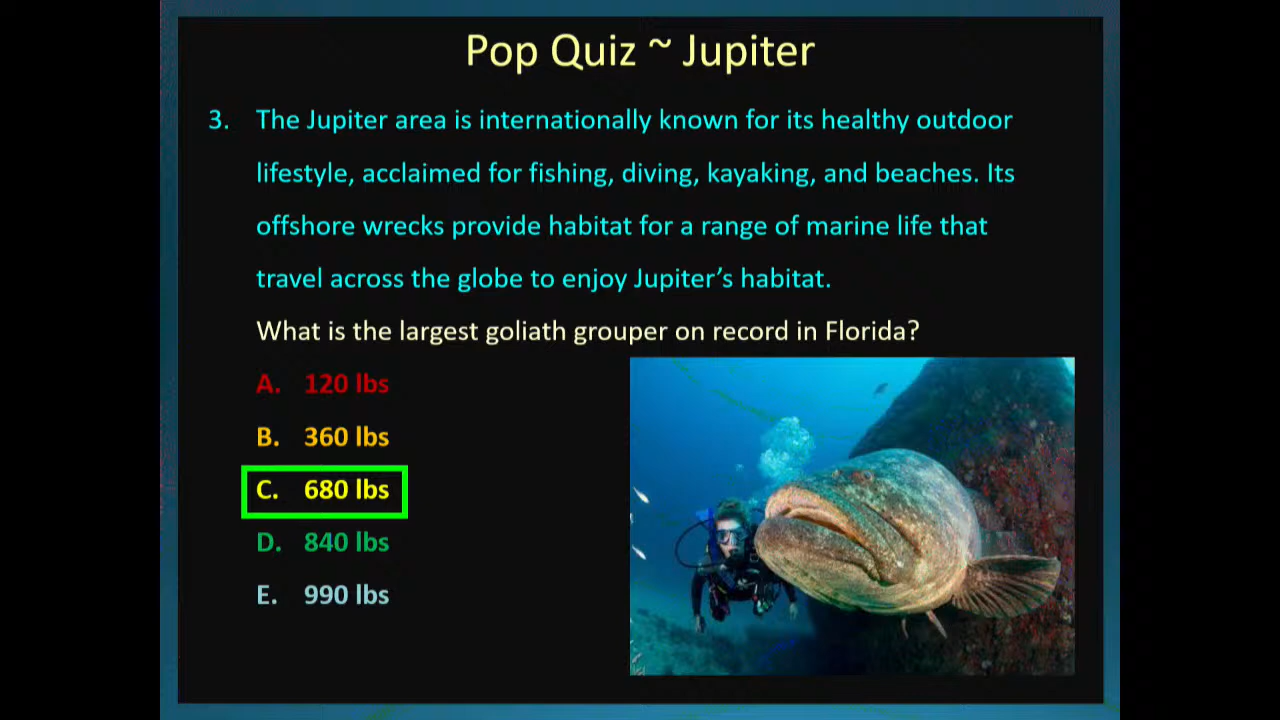 Pop Quiz ~ Jupiter
3. The Jupiter area is internationally known for its healthy outdoor
lifestyle, acclaimed for fishing, diving, kayaking, and beaches. Its
offshore wrecks provide habitat for a range of marine life that
travel across the globe to enjoy Jupiter’s habitat.
What is the largest goliath grouper on record in Florida?
A. 120 lbs
B. 360 lbs
C. 680 lbs
D. 840 lbs
E. 990 lbs